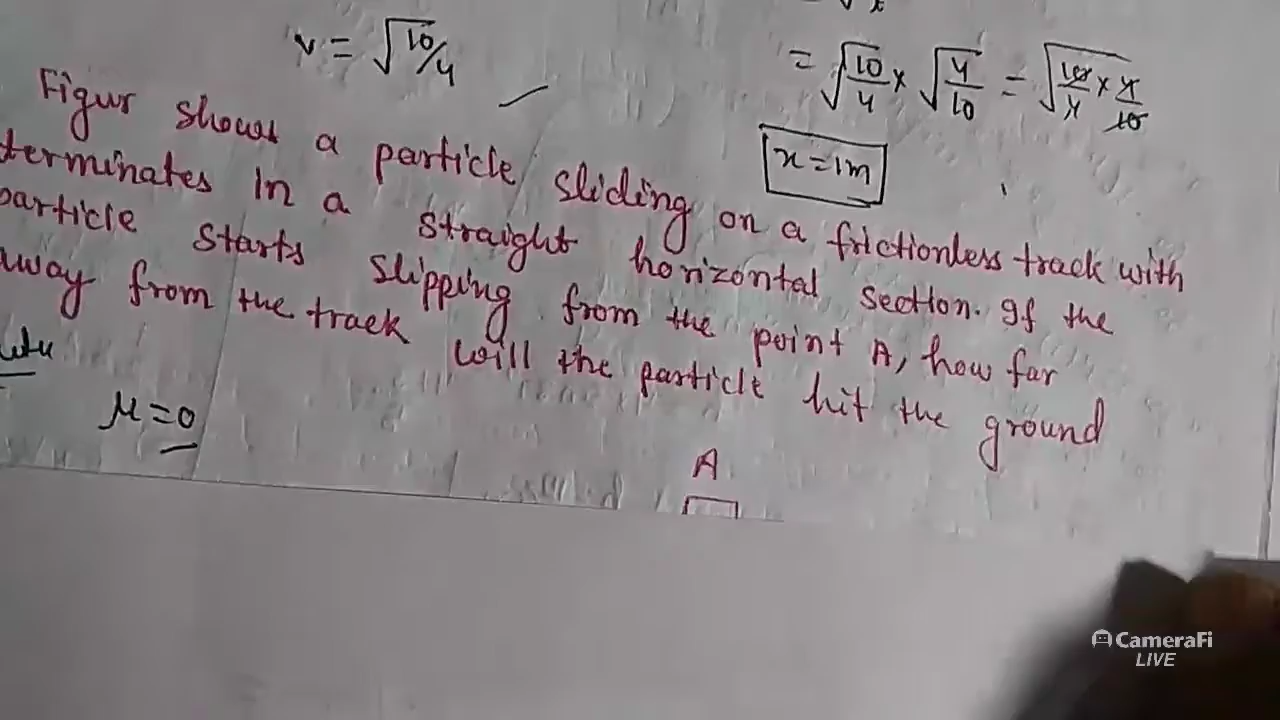 v = √10/4
= √10/4 × √4/10 = √10/4 × 4/10
x = 1m
Figur shows a particle sliding on a frictionless track with
terminates in a straight horizontal section. If the
particle starts slipping from the point A, how far
away from the track will the particle hit the ground
μ = 0
A
CameraFi
LIVE